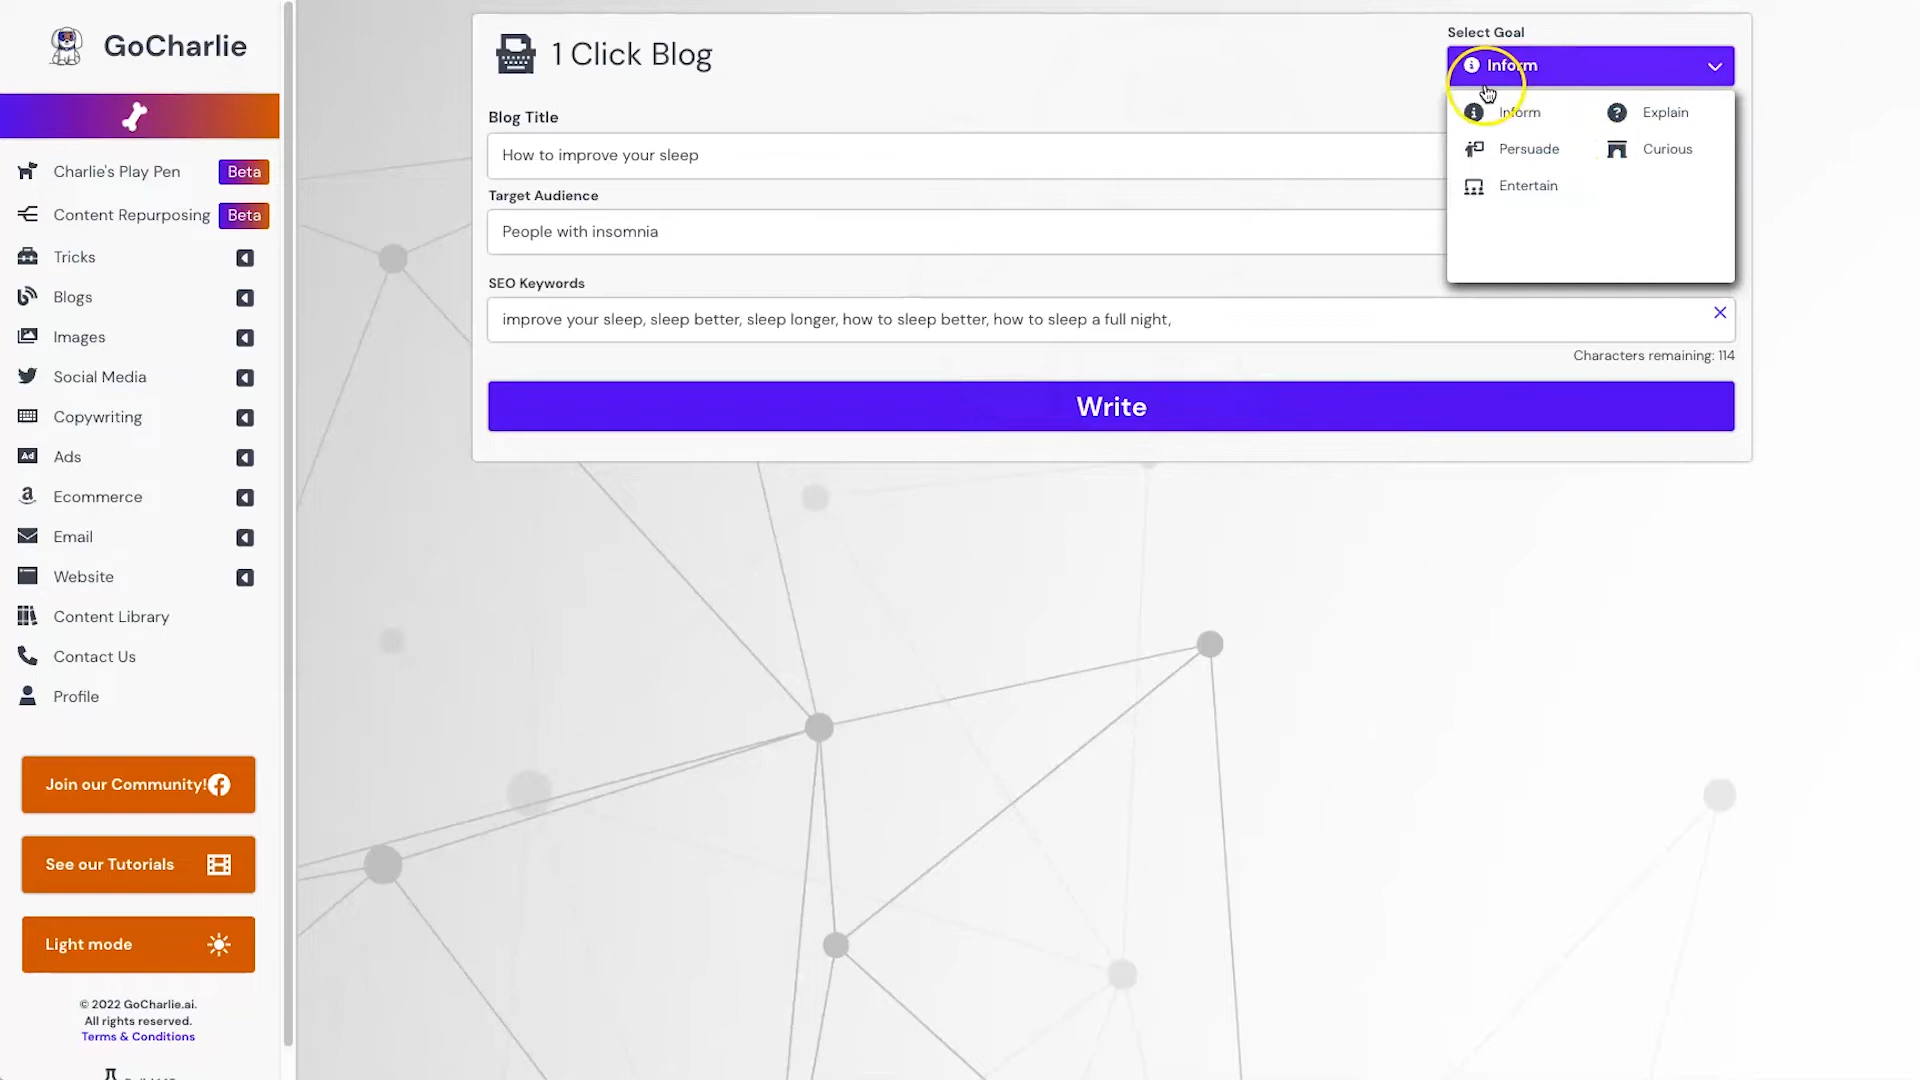 GoCharlie
Charlie's Play Pen Beta
Content Repurposing Beta
Tricks
Blogs
Images
Social Media
Copywriting
Ad Ads
Ecommerce
Email
Website
Content Library
Contact Us
Profile
Join our Community!
See our Tutorials
Light mode
© 2022 GoCharlie.ai.
All rights reserved.
Terms & Conditions
1 Click Blog
Select Goal
Inform
Inform Explain
Persuade Curious
Entertain
Blog Title
How to improve your sleep
Target Audience
People with insomnia
SEO Keywords
improve your sleep, sleep better, sleep longer, how to sleep better, how to sleep a full night,
Characters remaining: 114
Write